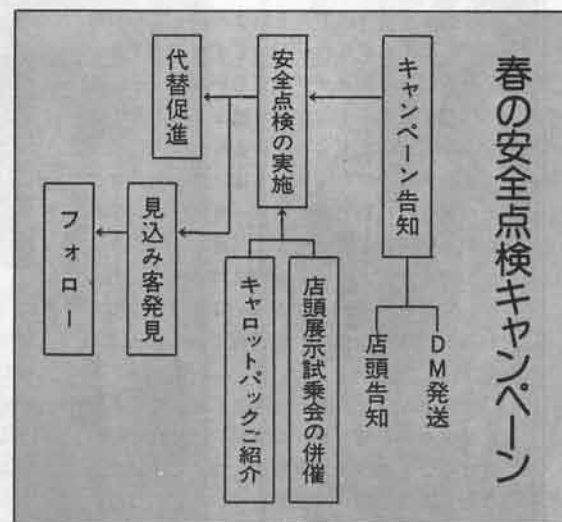 春の安全点検キャンペーン
キャンペーン告知
DM発送
店頭告知
安全点検の実施
店頭展示試乗会の併催
キャロットパックご紹介
代替促進
見込み客発見
フォロー